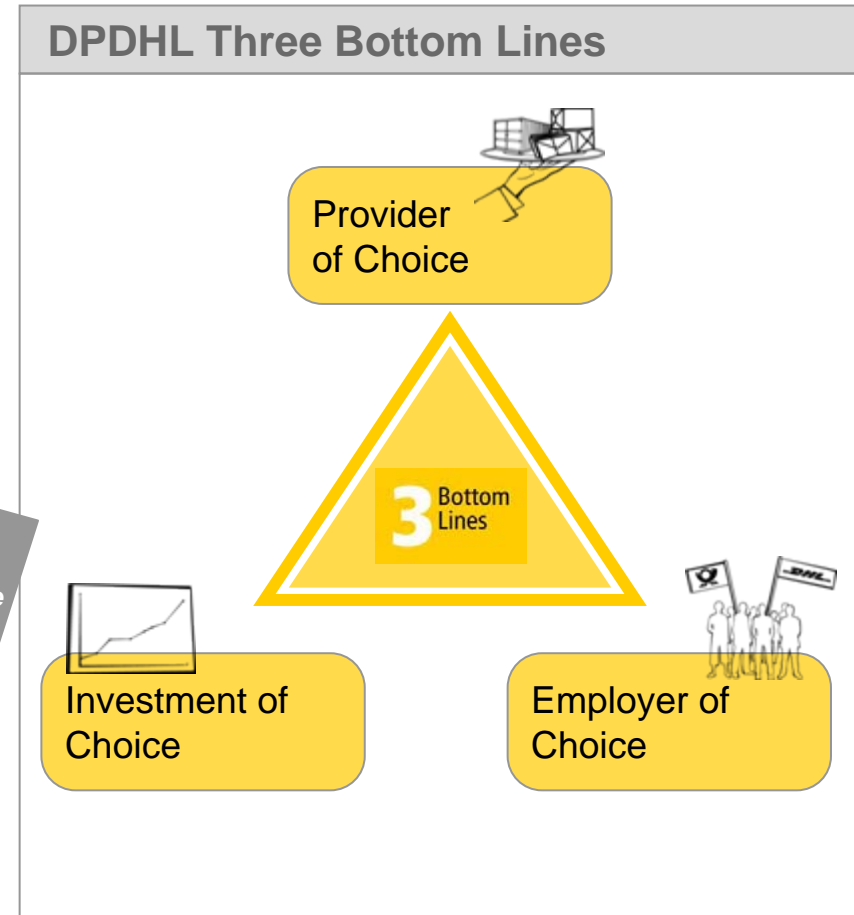 DPDHL Three Bottom Lines
Provider
of Choice
3 Bottom
Lines
e
Investment of
Choice
DHL
Employer of
Choice